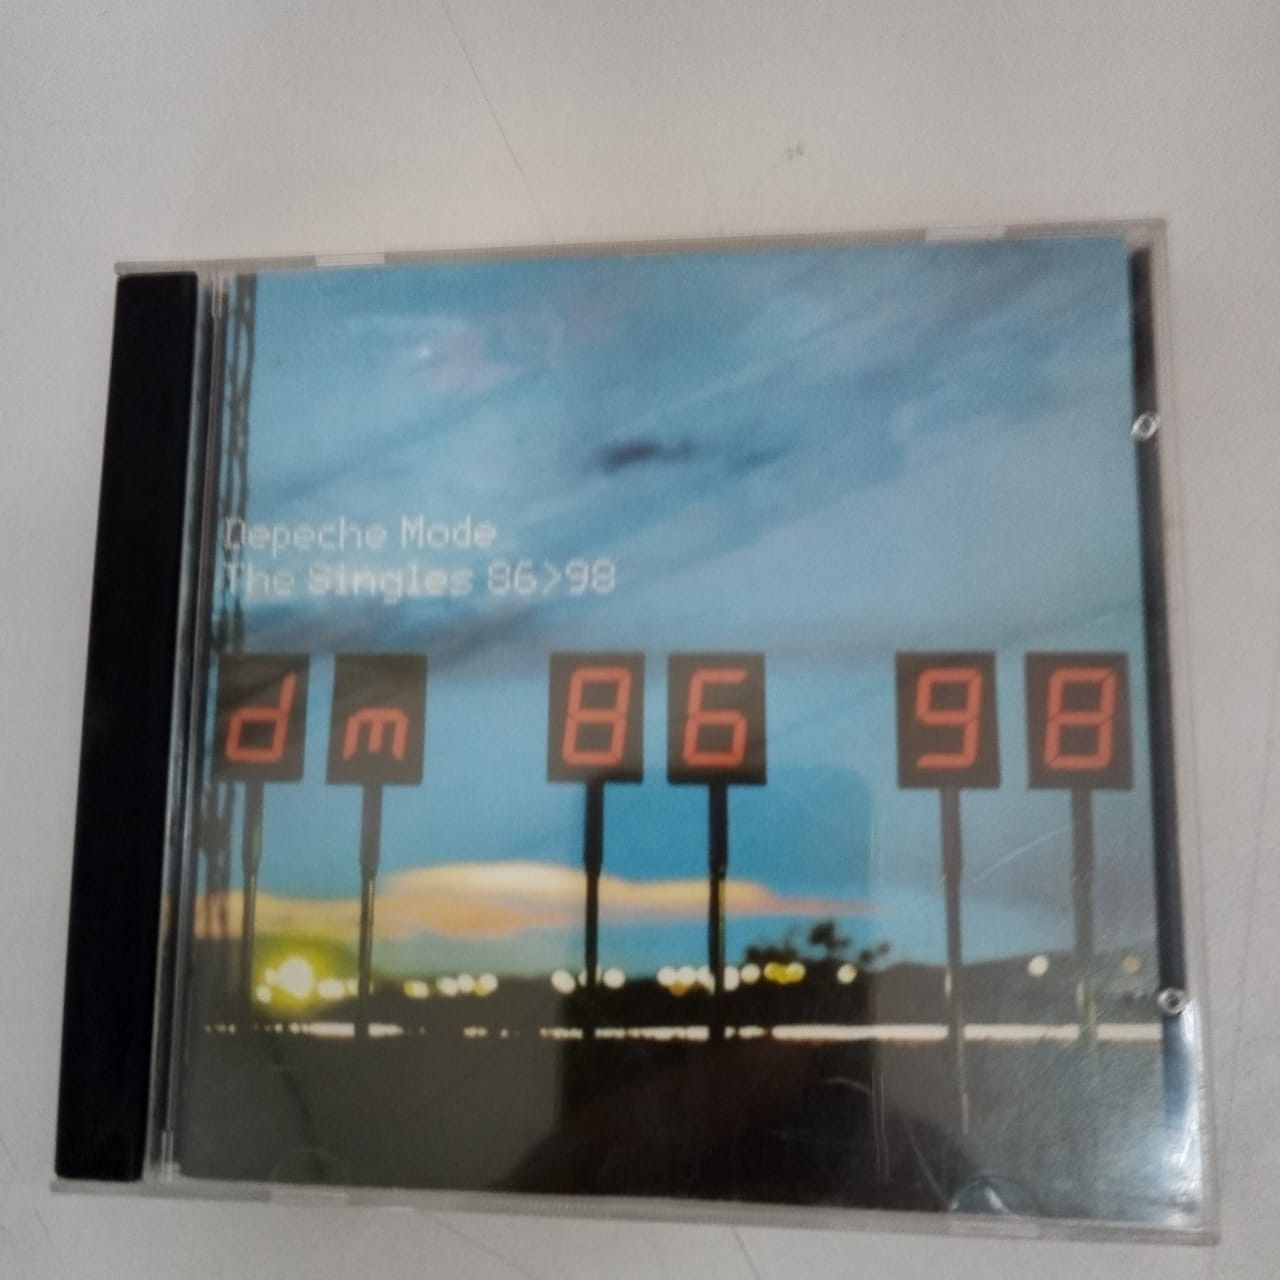 Depeche Mode
The Singles 86>98
dm 86 98